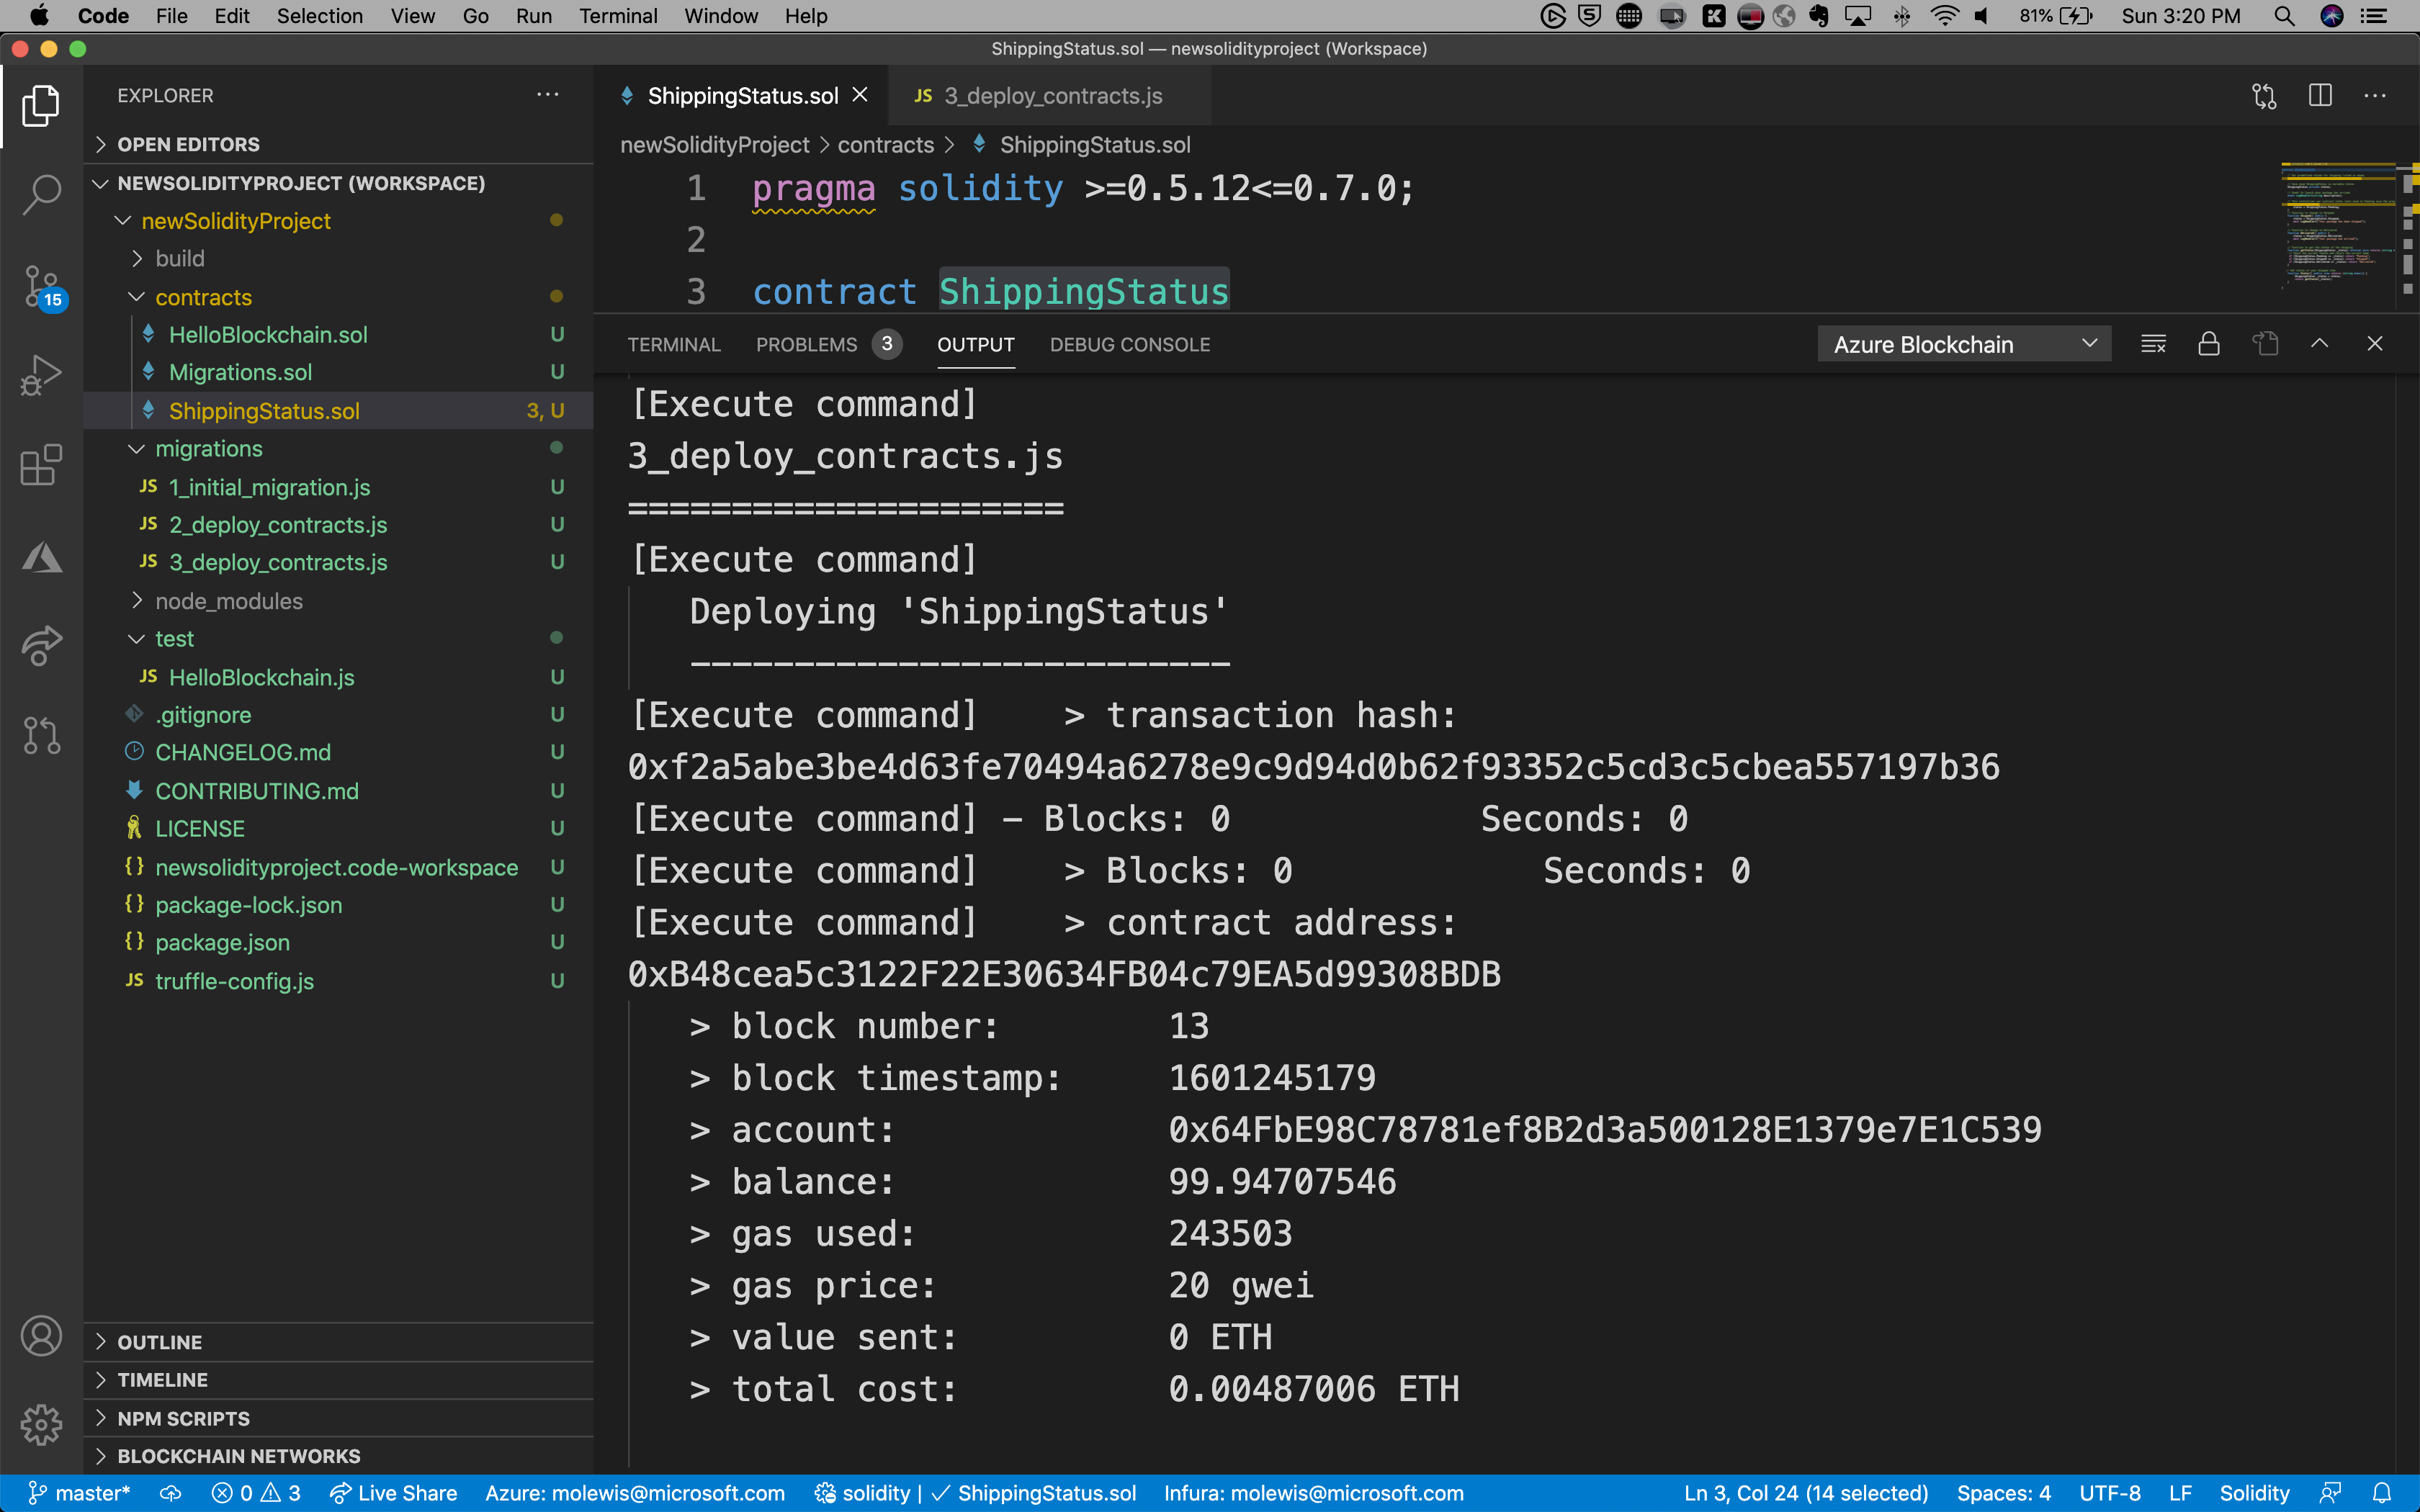 Code File Edit Selection View Go Run Terminal Window Help 81% Sun 3:20 PM
ShippingStatus.sol — newsolidityproject (Workspace)
EXPLORER
OPEN EDITORS
NEWSOLIDITYPROJECT (WORKSPACE)
newSolidityProject
build
contracts
HelloBlockchain.sol U
Migrations.sol U
ShippingStatus.sol 3, U
migrations
JS 1_initial_migration.js U
JS 2_deploy_contracts.js U
JS 3_deploy_contracts.js U
node_modules
test
JS HelloBlockchain.js U
.gitignore U
CHANGELOG.md U
CONTRIBUTING.md U
LICENSE U
{} newsolidityproject.code-workspace U
{} package-lock.json U
{} package.json U
JS truffle-config.js U
OUTLINE
TIMELINE
NPM SCRIPTS
BLOCKCHAIN NETWORKS
15
ShippingStatus.sol JS 3_deploy_contracts.js
newSolidityProject > contracts > ShippingStatus.sol
1 pragma solidity >=0.5.12<=0.7.0;
2
3 contract ShippingStatus
TERMINAL PROBLEMS 3 OUTPUT DEBUG CONSOLE Azure Blockchain
[Execute command]
3_deploy_contracts.js
=====================
[Execute command]
Deploying 'ShippingStatus'
--------------------------
[Execute command] > transaction hash:
0xf2a5abe3be4d63fe70494a6278e9c9d94d0b62f93352c5cd3c5cbea557197b36
[Execute command] - Blocks: 0 Seconds: 0
[Execute command] > Blocks: 0 Seconds: 0
[Execute command] > contract address:
0xB48cea5c3122F22E30634FB04c79EA5d99308BDB
> block number: 13
> block timestamp: 1601245179
> account: 0x64FbE98C78781ef8B2d3a500128E1379e7E1C539
> balance: 99.94707546
> gas used: 243503
> gas price: 20 gwei
> value sent: 0 ETH
> total cost: 0.00487006 ETH
master* 0 3 Live Share Azure: molewis@microsoft.com solidity | ShippingStatus.sol Infura: molewis@microsoft.com Ln 3, Col 24 (14 selected) Spaces: 4 UTF-8 LF Solidity